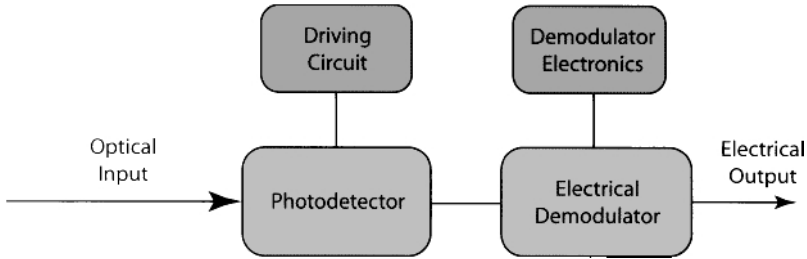 Driving
Circuit
Demodulator
Electronics
Optical
Input
Photodetector
Electrical
Demodulator
Electrical
Output